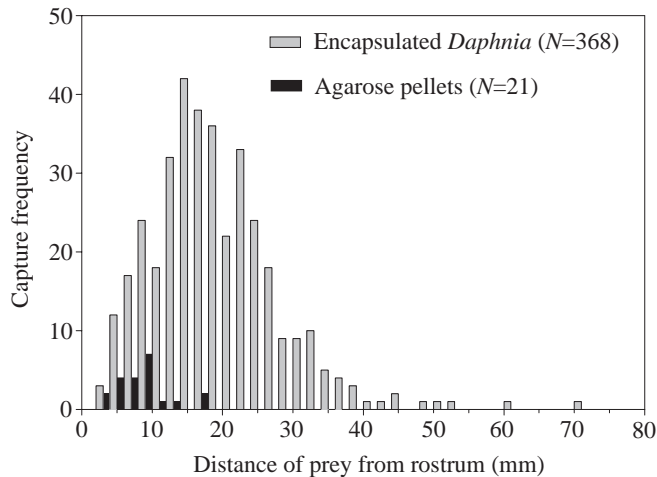 50
Encapsulated Daphnia (N=368)
Agarose pellets (N=21)
40
30
20
10
0
Capture frequency
0 10 20 30 40 50 60 70 80
Distance of prey from rostrum (mm)